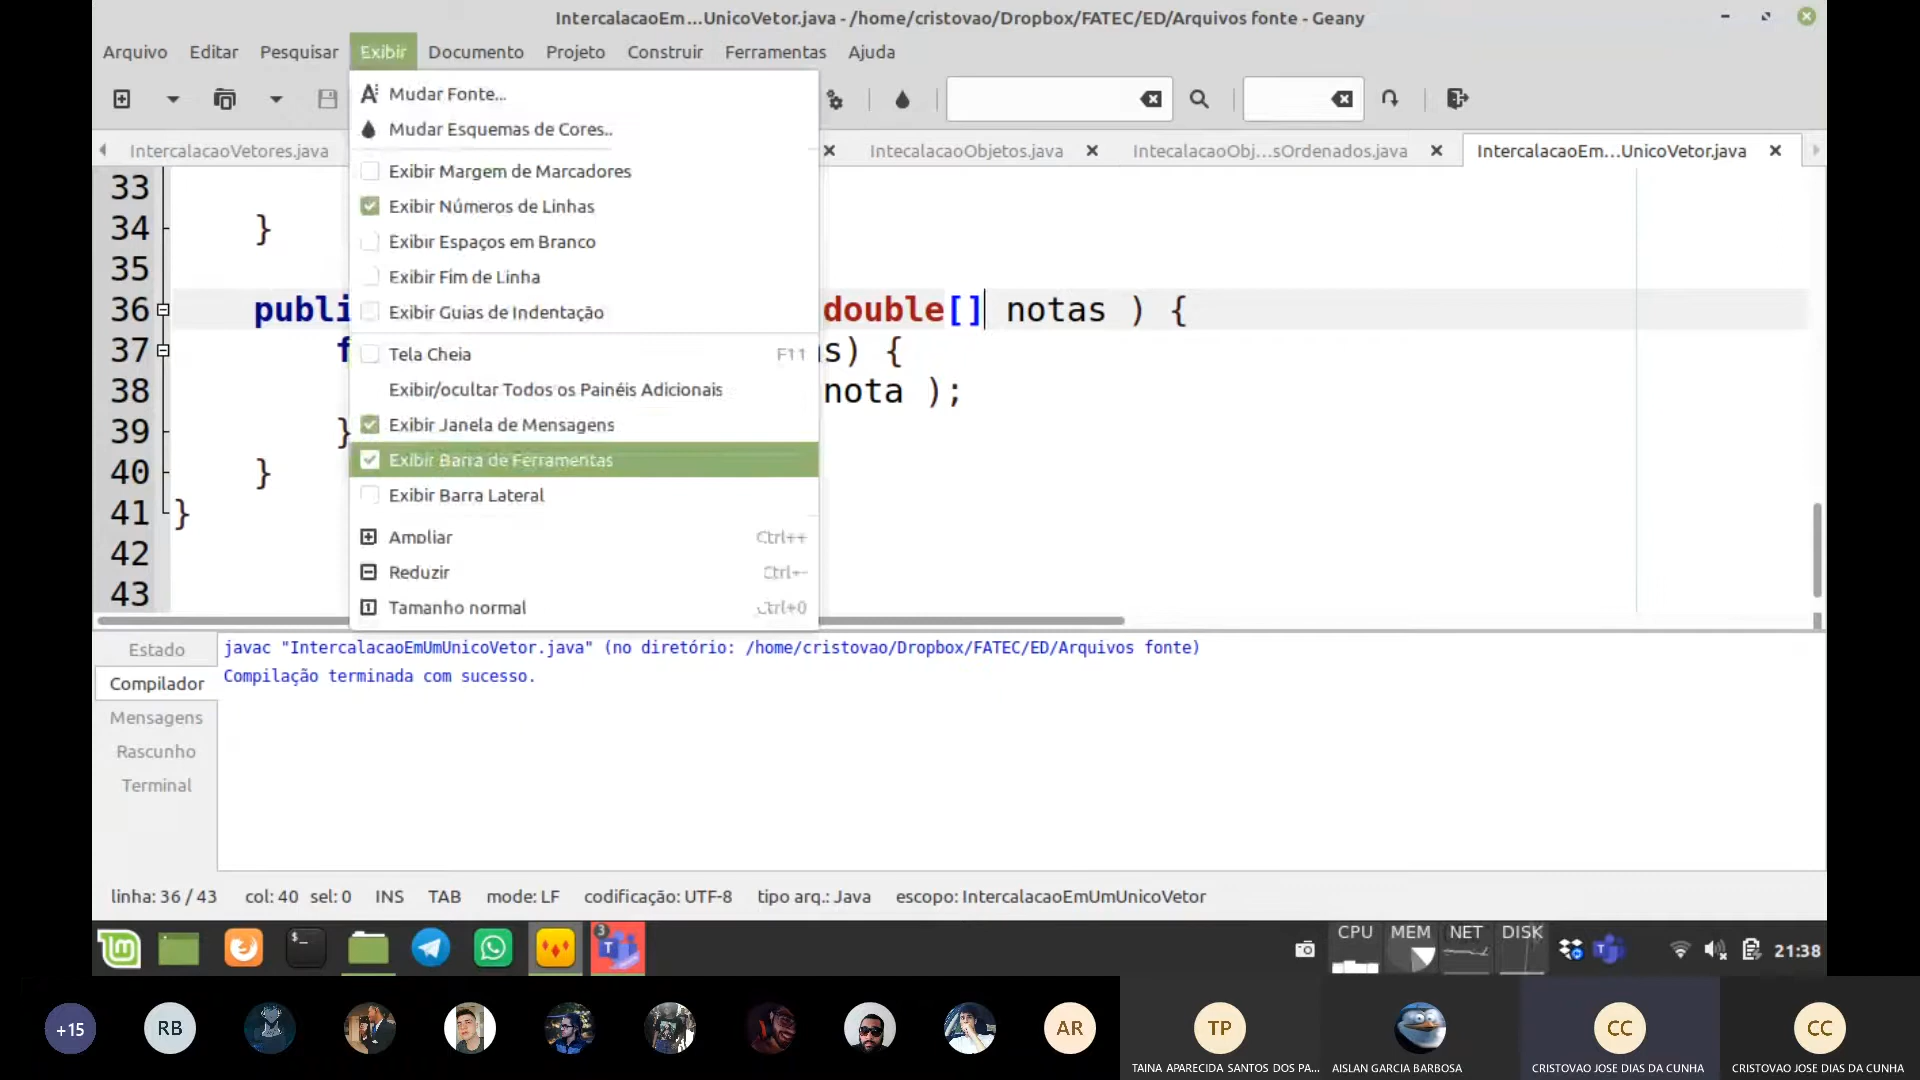 IntercalacaoEm...UnicoVetor.java - /home/cristovao/Dropbox/FATEC/ED/Arquivos fonte - Geany
Arquivo Editar Pesquisar Exibir Documento Projeto Construir Ferramentas Ajuda
IntercalacaoVetores.java IntecalacaoObjetos.java IntecalacaoObj...sOrdenados.java IntercalacaoEm...UnicoVetor.java
Mudar Fonte...
Mudar Esquemas de Cores..
Exibir Margem de Marcadores
Exibir Números de Linhas
Exibir Espaços em Branco
Exibir Fim de Linha
Exibir Guias de Indentação
Tela Cheia F11
Exibir/ocultar Todos os Painéis Adicionais
Exibir Janela de Mensagens
Exibir Barra de Ferramentas
Exibir Barra Lateral
Ampliar Ctrl++
Reduzir Ctrl+-
Tamanho normal Ctrl+0
33
34 }
35
36 publi double[] notas ) {
37 f s) {
38 nota );
39 }
40 }
41 }
42
43
Estado
Compilador
Mensagens
Rascunho
Terminal
javac "IntercalacaoEmUmUnicoVetor.java" (no diretório: /home/cristovao/Dropbox/FATEC/ED/Arquivos fonte)
Compilação terminada com sucesso.
linha: 36 / 43 col: 40 sel: 0 INS TAB mode: LF codificação: UTF-8 tipo arq.: Java escopo: IntercalacaoEmUmUnicoVetor
3 CPU MEM NET DISK 21:38
+15 RB AR TP CC CC
TAINA APARECIDA SANTOS DOS PA... AISLAN GARCIA BARBOSA CRISTOVAO JOSE DIAS DA CUNHA CRISTOVAO JOSE DIAS DA CUNHA